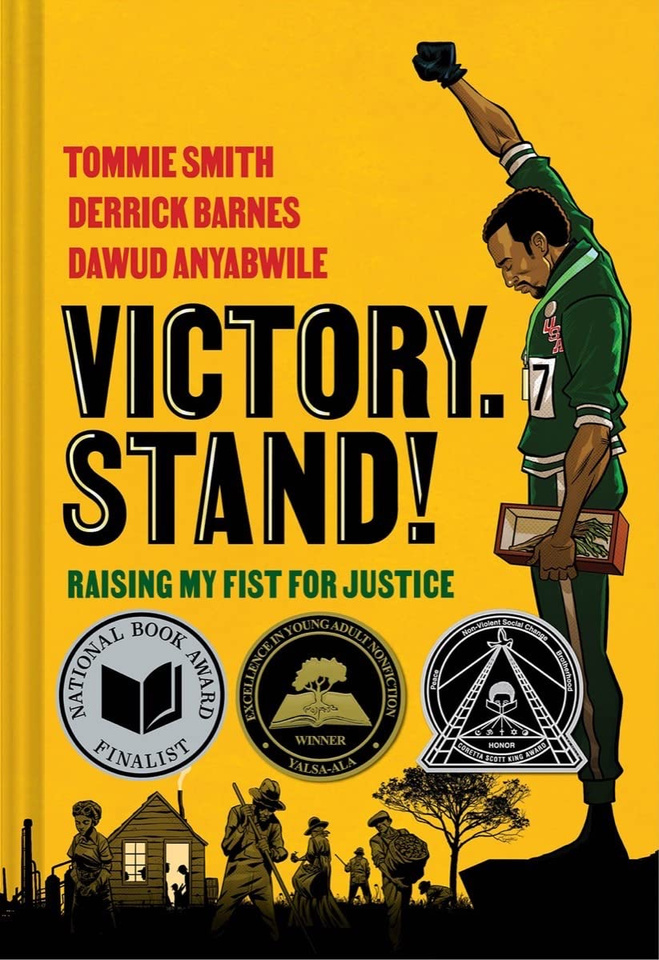 TOMMIE SMITH
DERRICK BARNES
DAWUD ANYABWILE
VICTORY.
STAND!
USA
7
RAISING MY FIST FOR JUSTICE
NATIONAL BOOK AWARD
FINALIST
EXCELLENCE IN YOUNG ADULT NONFICTION
WINNER
YALSA-ALA
Peace
Non-Violent Social Change
Brotherhood
HONOR
CORETTA SCOTT KING AWARD